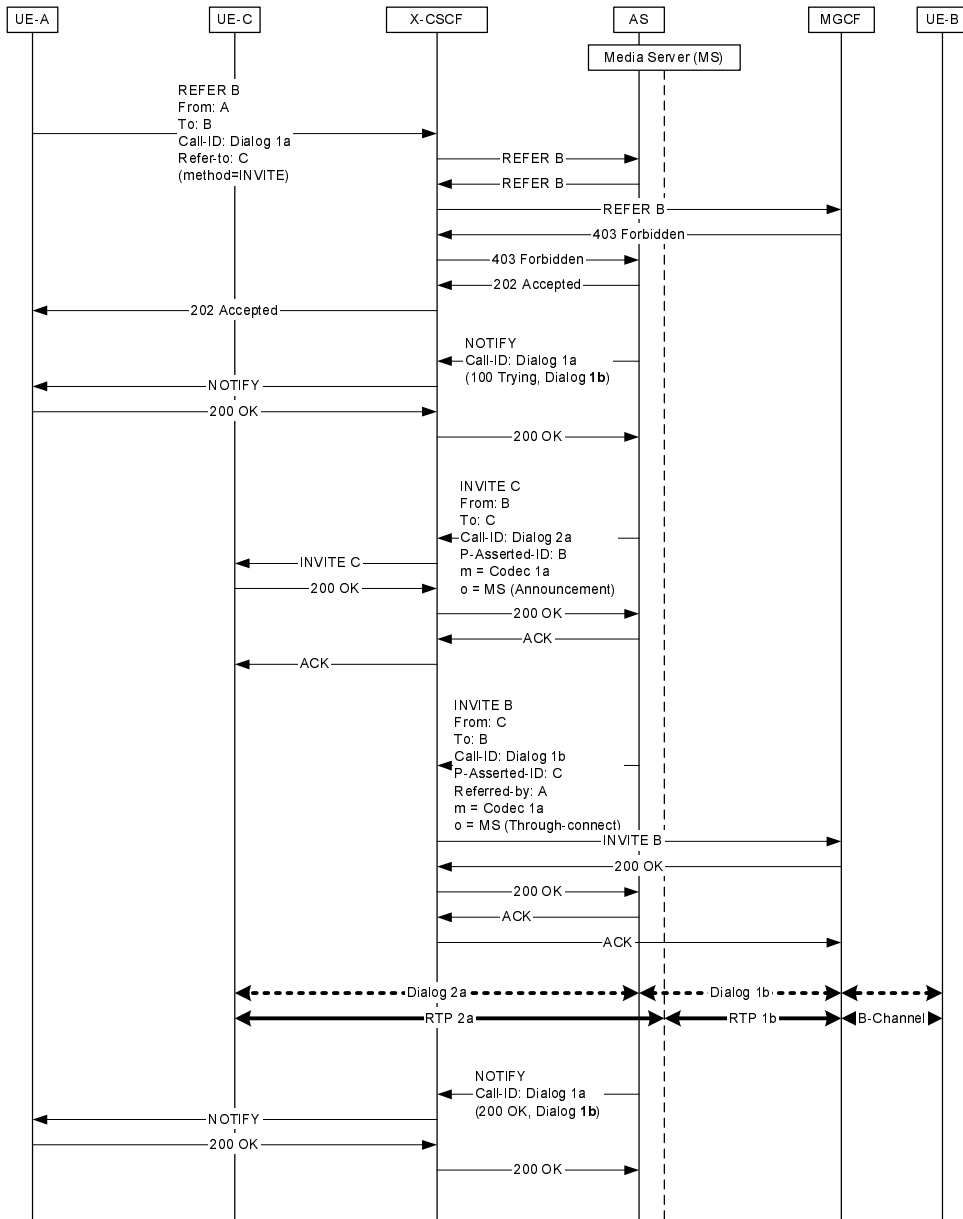 UE-A
UE-C
X-CSCF
AS
MGCF
UE-B
Media Server (MS)
REFER B
From: A
To: B
Call-ID: Dialog 1a
Refer-to: C
(method=INVITE)
REFER B
REFER B
REFER B
403 Forbidden
403 Forbidden
202 Accepted
202 Accepted
NOTIFY
Call-ID: Dialog 1a
(100 Trying, Dialog 1b)
NOTIFY
200 OK
200 OK
INVITE C
From: B
To: C
Call-ID: Dialog 2a
P-Asserted-ID: B
m = Codec 1a
o = MS (Announcement)
INVITE C
200 OK
200 OK
ACK
ACK
INVITE B
From: C
To: B
Call-ID: Dialog 1b
P-Asserted-ID: C
Referred-by: A
m = Codec 1a
o = MS (Through-connect)
INVITE B
200 OK
200 OK
ACK
ACK
Dialog 2a
Dialog 1b
RTP 2a
RTP 1b
B-Channel
NOTIFY
Call-ID: Dialog 1a
(200 OK, Dialog 1b)
NOTIFY
200 OK
200 OK